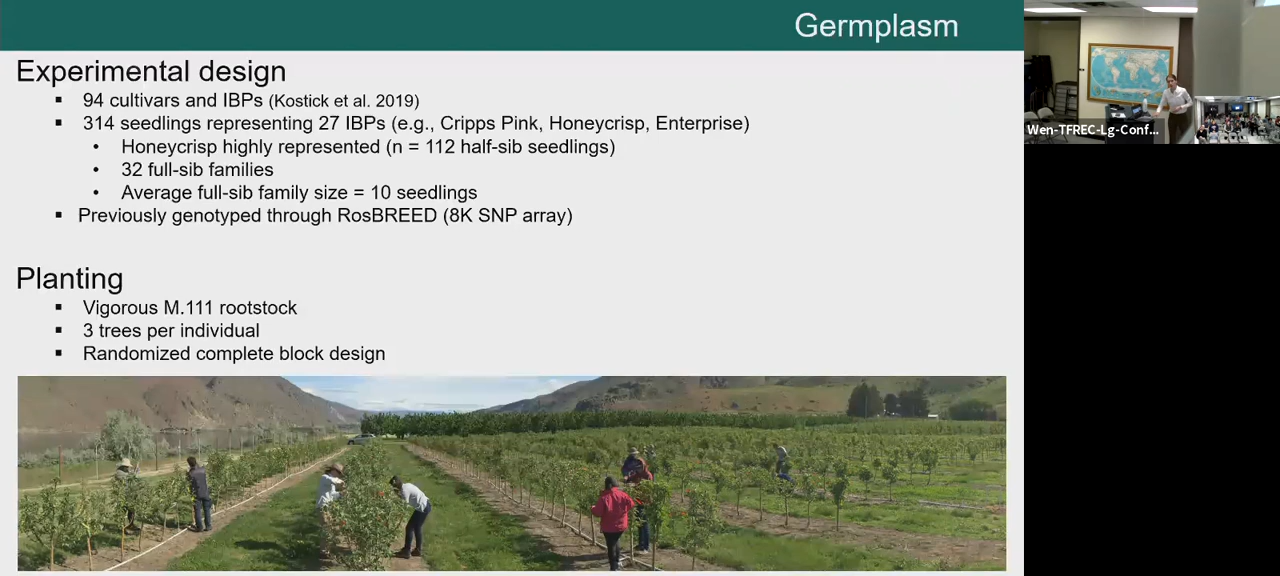 Germplasm
Experimental design
▪ 94 cultivars and IBPs (Kostick et al. 2019)
▪ 314 seedlings representing 27 IBPs (e.g., Cripps Pink, Honeycrisp, Enterprise)
• Honeycrisp highly represented (n = 112 half-sib seedlings)
• 32 full-sib families
• Average full-sib family size = 10 seedlings
▪ Previously genotyped through RosBREED (8K SNP array)
Planting
▪ Vigorous M.111 rootstock
▪ 3 trees per individual
▪ Randomized complete block design
Wen-TFREC-Lg-Conf...